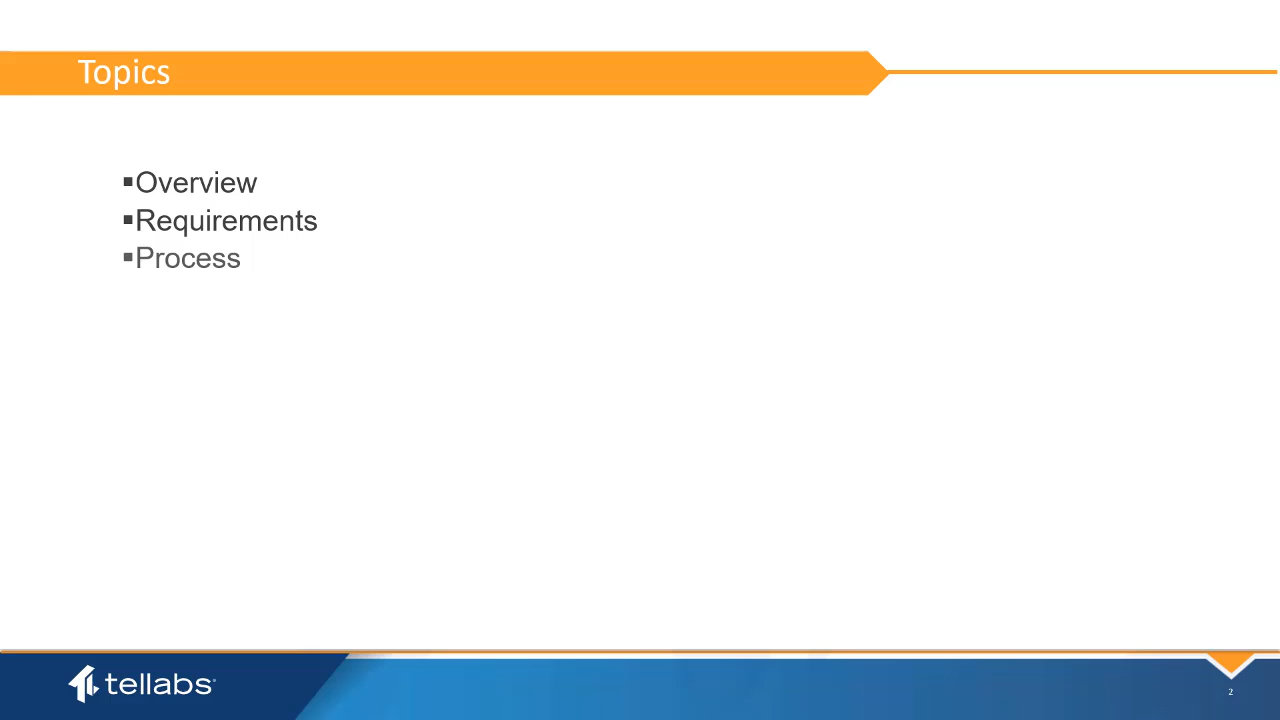 Topics
▪Overview
▪Requirements
▪Process
tellabs
2